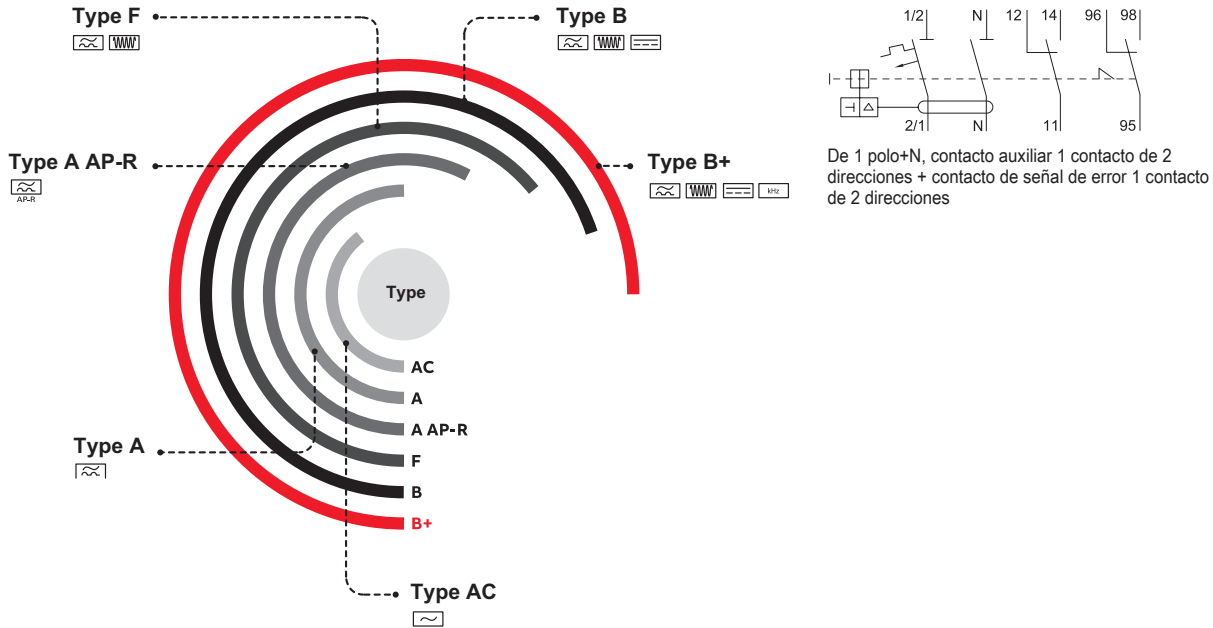 Type F
Type B
Type A AP-R
AP-R
Type B+
kHz
Type
AC
A
A AP-R
F
B
B+
Type A
Type AC
1/2 N 12 14 96 98
2/1 N 11 95
De 1 polo+N, contacto auxiliar 1 contacto de 2
direcciones + contacto de señal de error 1 contacto
de 2 direcciones